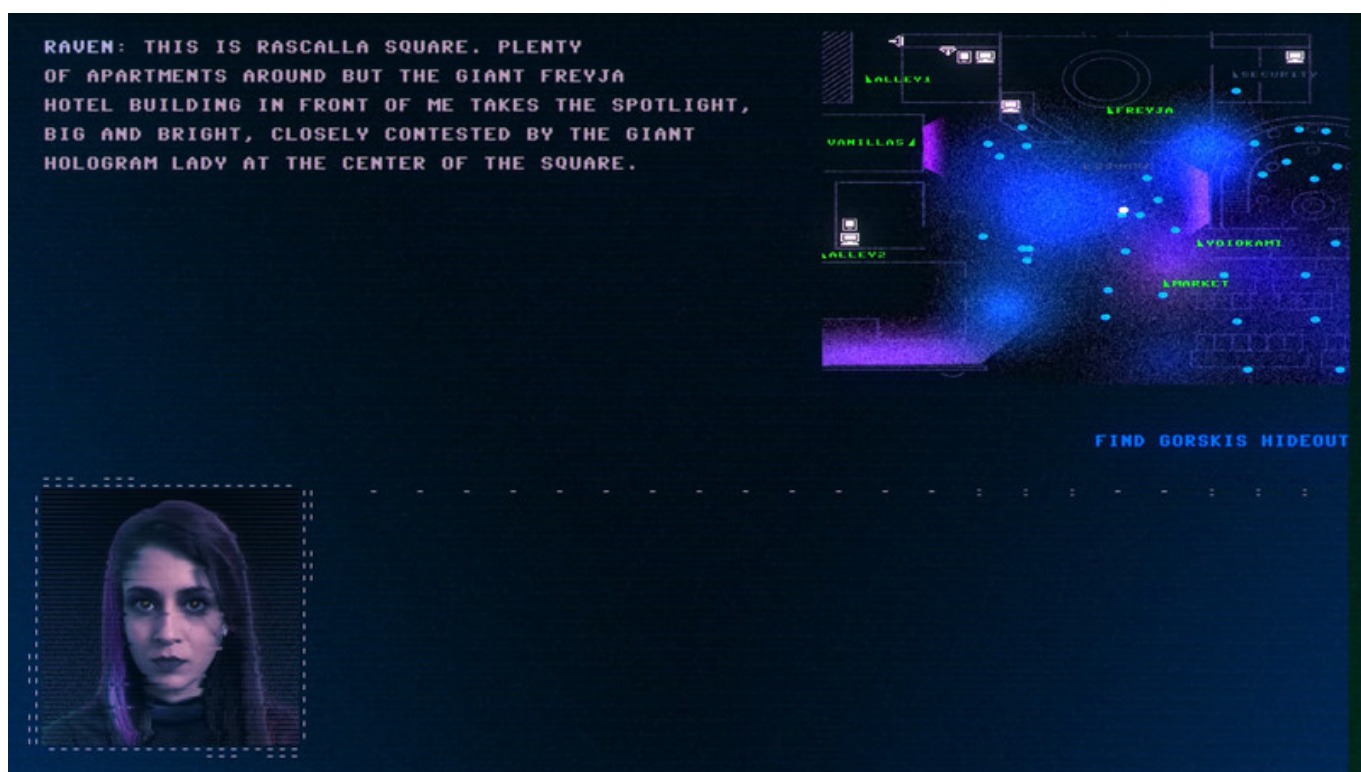 RAVEN: THIS IS RASCALLA SQUARE. PLENTY
OF APARTMENTS AROUND BUT THE GIANT FREYJA
HOTEL BUILDING IN FRONT OF ME TAKES THE SPOTLIGHT,
BIG AND BRIGHT, CLOSELY CONTESTED BY THE GIANT
HOLOGRAM LADY AT THE CENTER OF THE SQUARE.
ALLEY1
SECURITY
FREYJA
VANILLAS
YOIOKAMI
ALLEY2
MARKET
FIND GORSKIS HIDEOUT